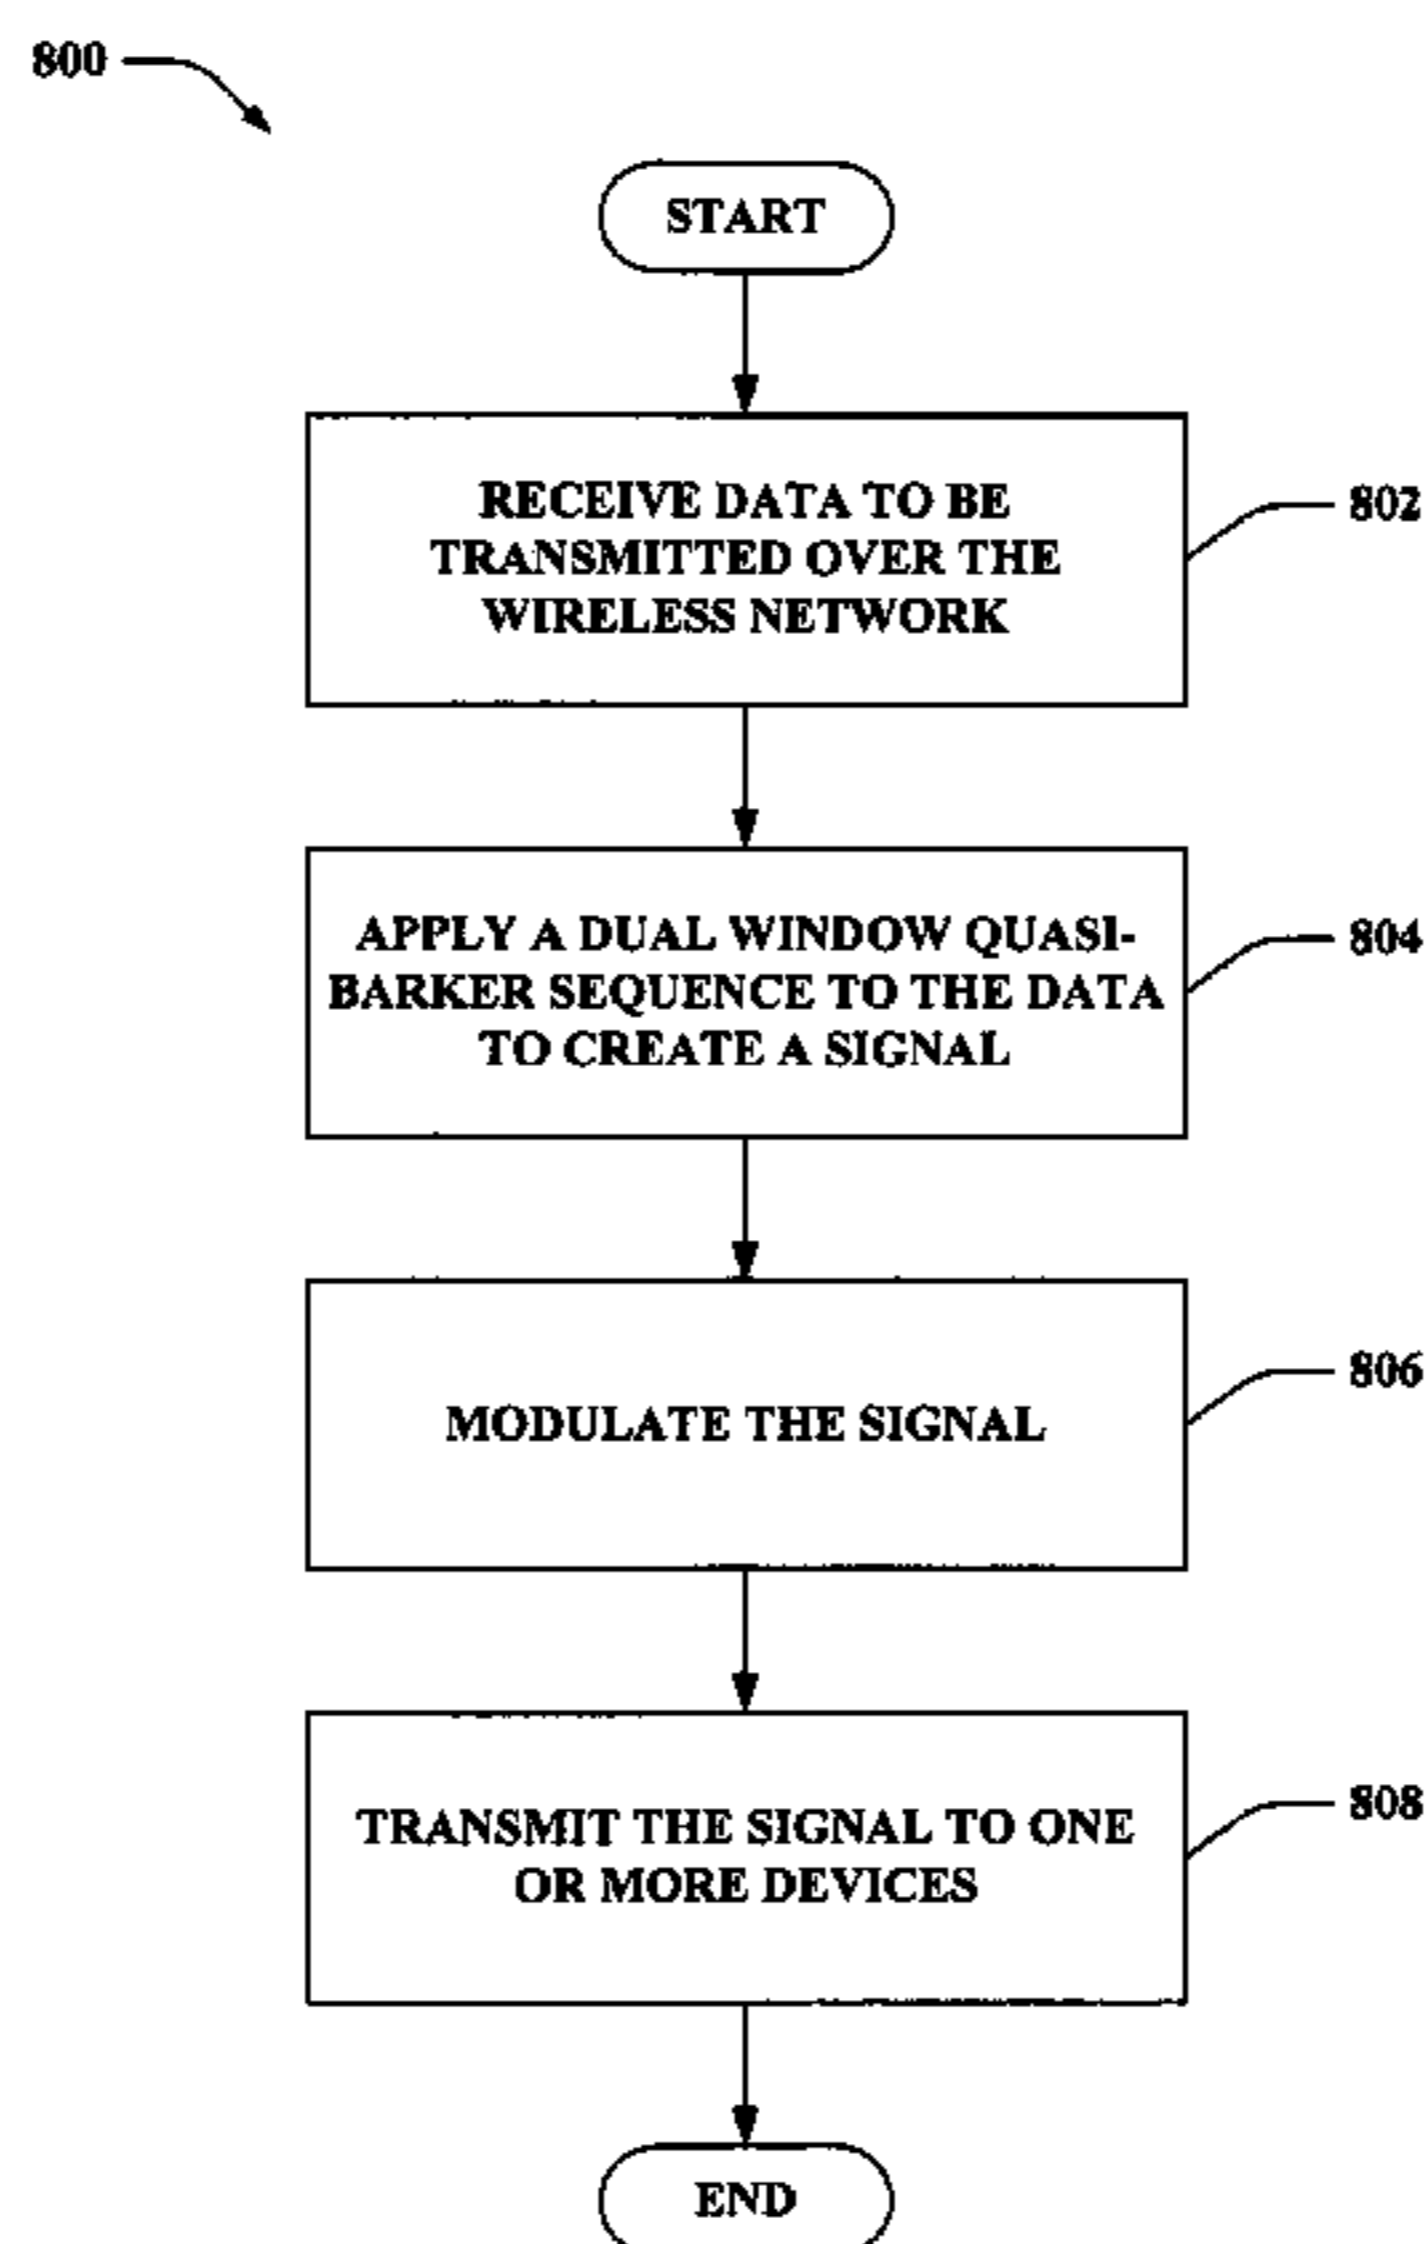 800
START
RECEIVE DATA TO BE
TRANSMITTED OVER THE
WIRELESS NETWORK
802
APPLY A DUAL WINDOW QUASI-
BARKER SEQUENCE TO THE DATA
TO CREATE A SIGNAL
804
MODULATE THE SIGNAL
806
TRANSMIT THE SIGNAL TO ONE
OR MORE DEVICES
808
END